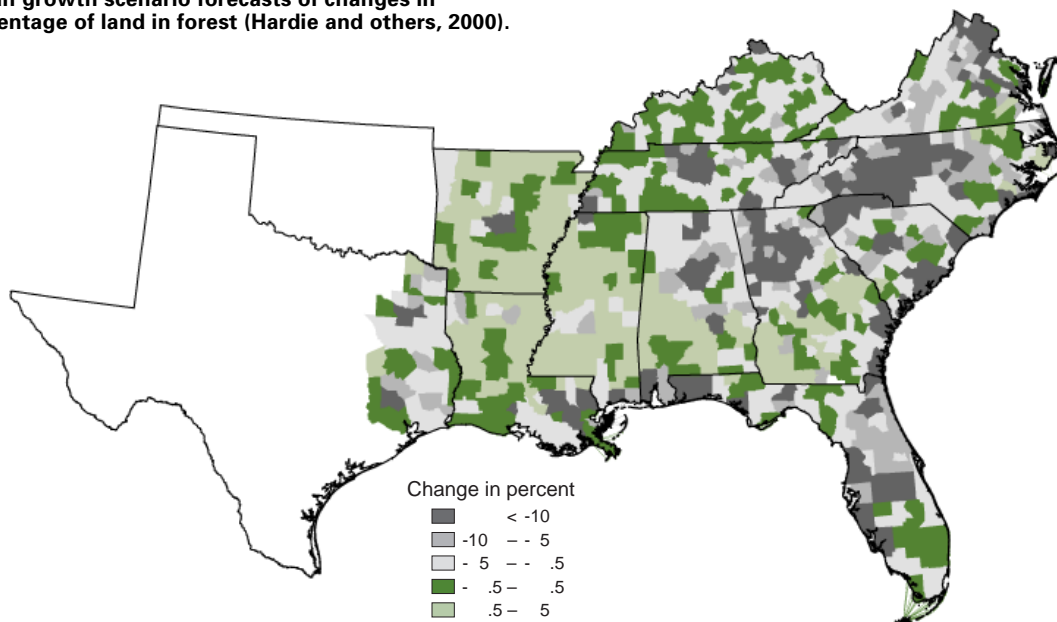 growth scenario forecasts of changes in
entage of land in forest (Hardie and others, 2000).
Change in percent
< -10
-10 – - 5
- 5 – - .5
- .5 – .5
.5 – 5